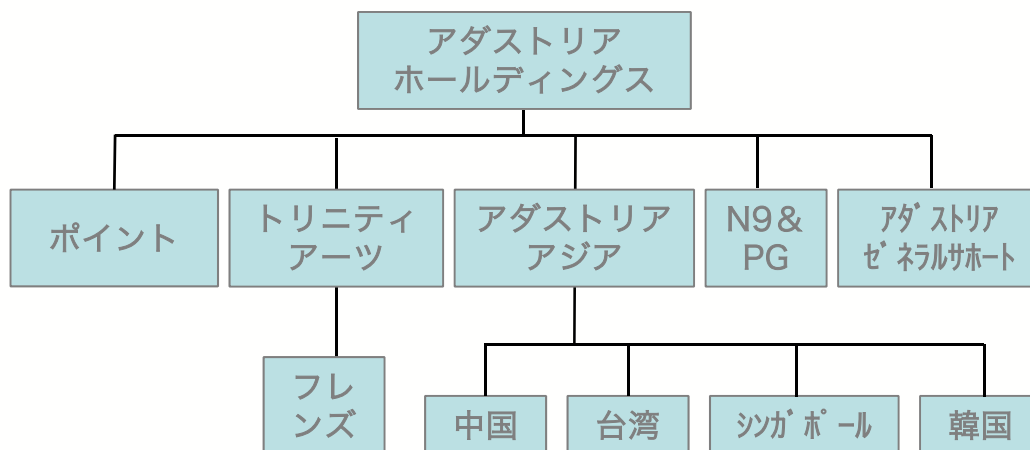 アダストリア
ホールディングス
ポイント
トリニティ
アーツ
アダストリア
アジア
N9&
PG
ｱﾀﾞｽﾄﾘｱ
ｾﾞﾈﾗﾙｻﾎｰﾄ
フレ
ンズ
中国
台湾
ｼﾝｶﾞﾎﾟｰﾙ
韓国